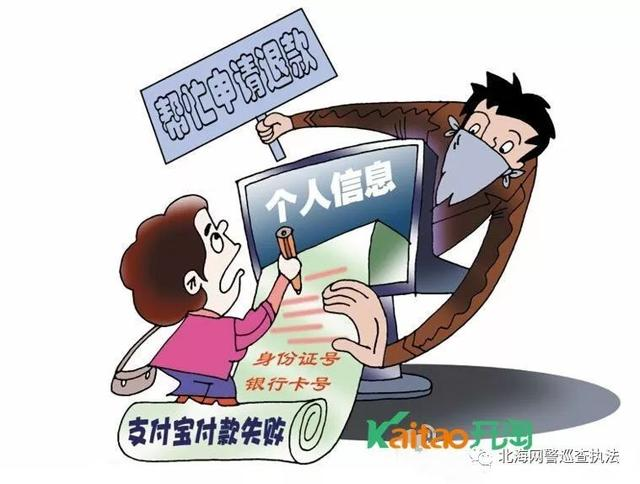 帮忙申请退款
个人信息
身份证号
银行卡号
支付宝付款失败
Kaitao开淘
北海网警巡查执法